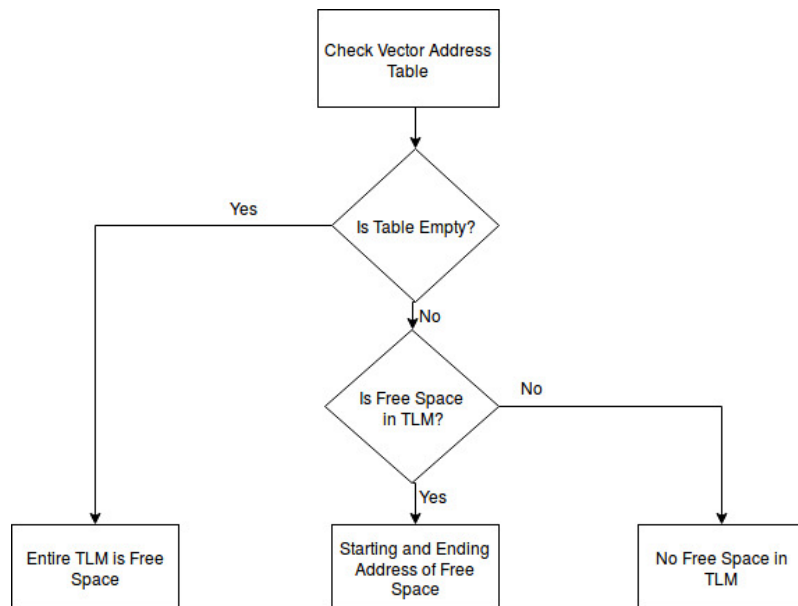 Check Vector Address
Table
Yes
Is Table Empty?
No
Is Free Space
in TLM?
No
Yes
Entire TLM is Free
Space
Starting and Ending
Address of Free
Space
No Free Space in
TLM